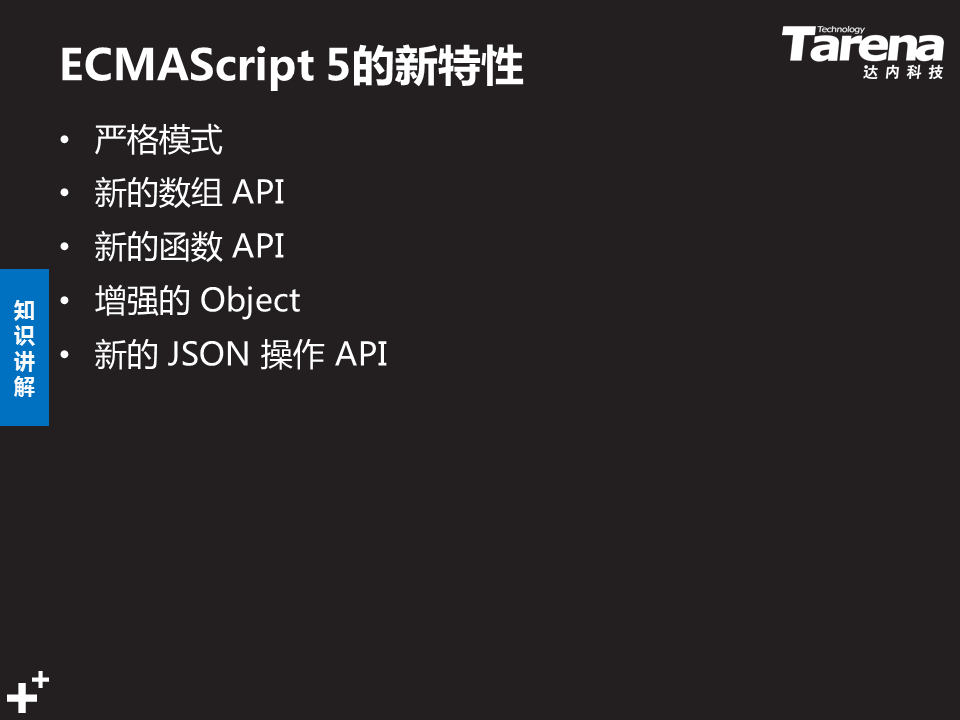 ECMAScript 5的新特性
Technology
Tarena
达内科技
• 严格模式
• 新的数组 API
• 新的函数 API
• 增强的 Object
• 新的 JSON 操作 API
知识讲解